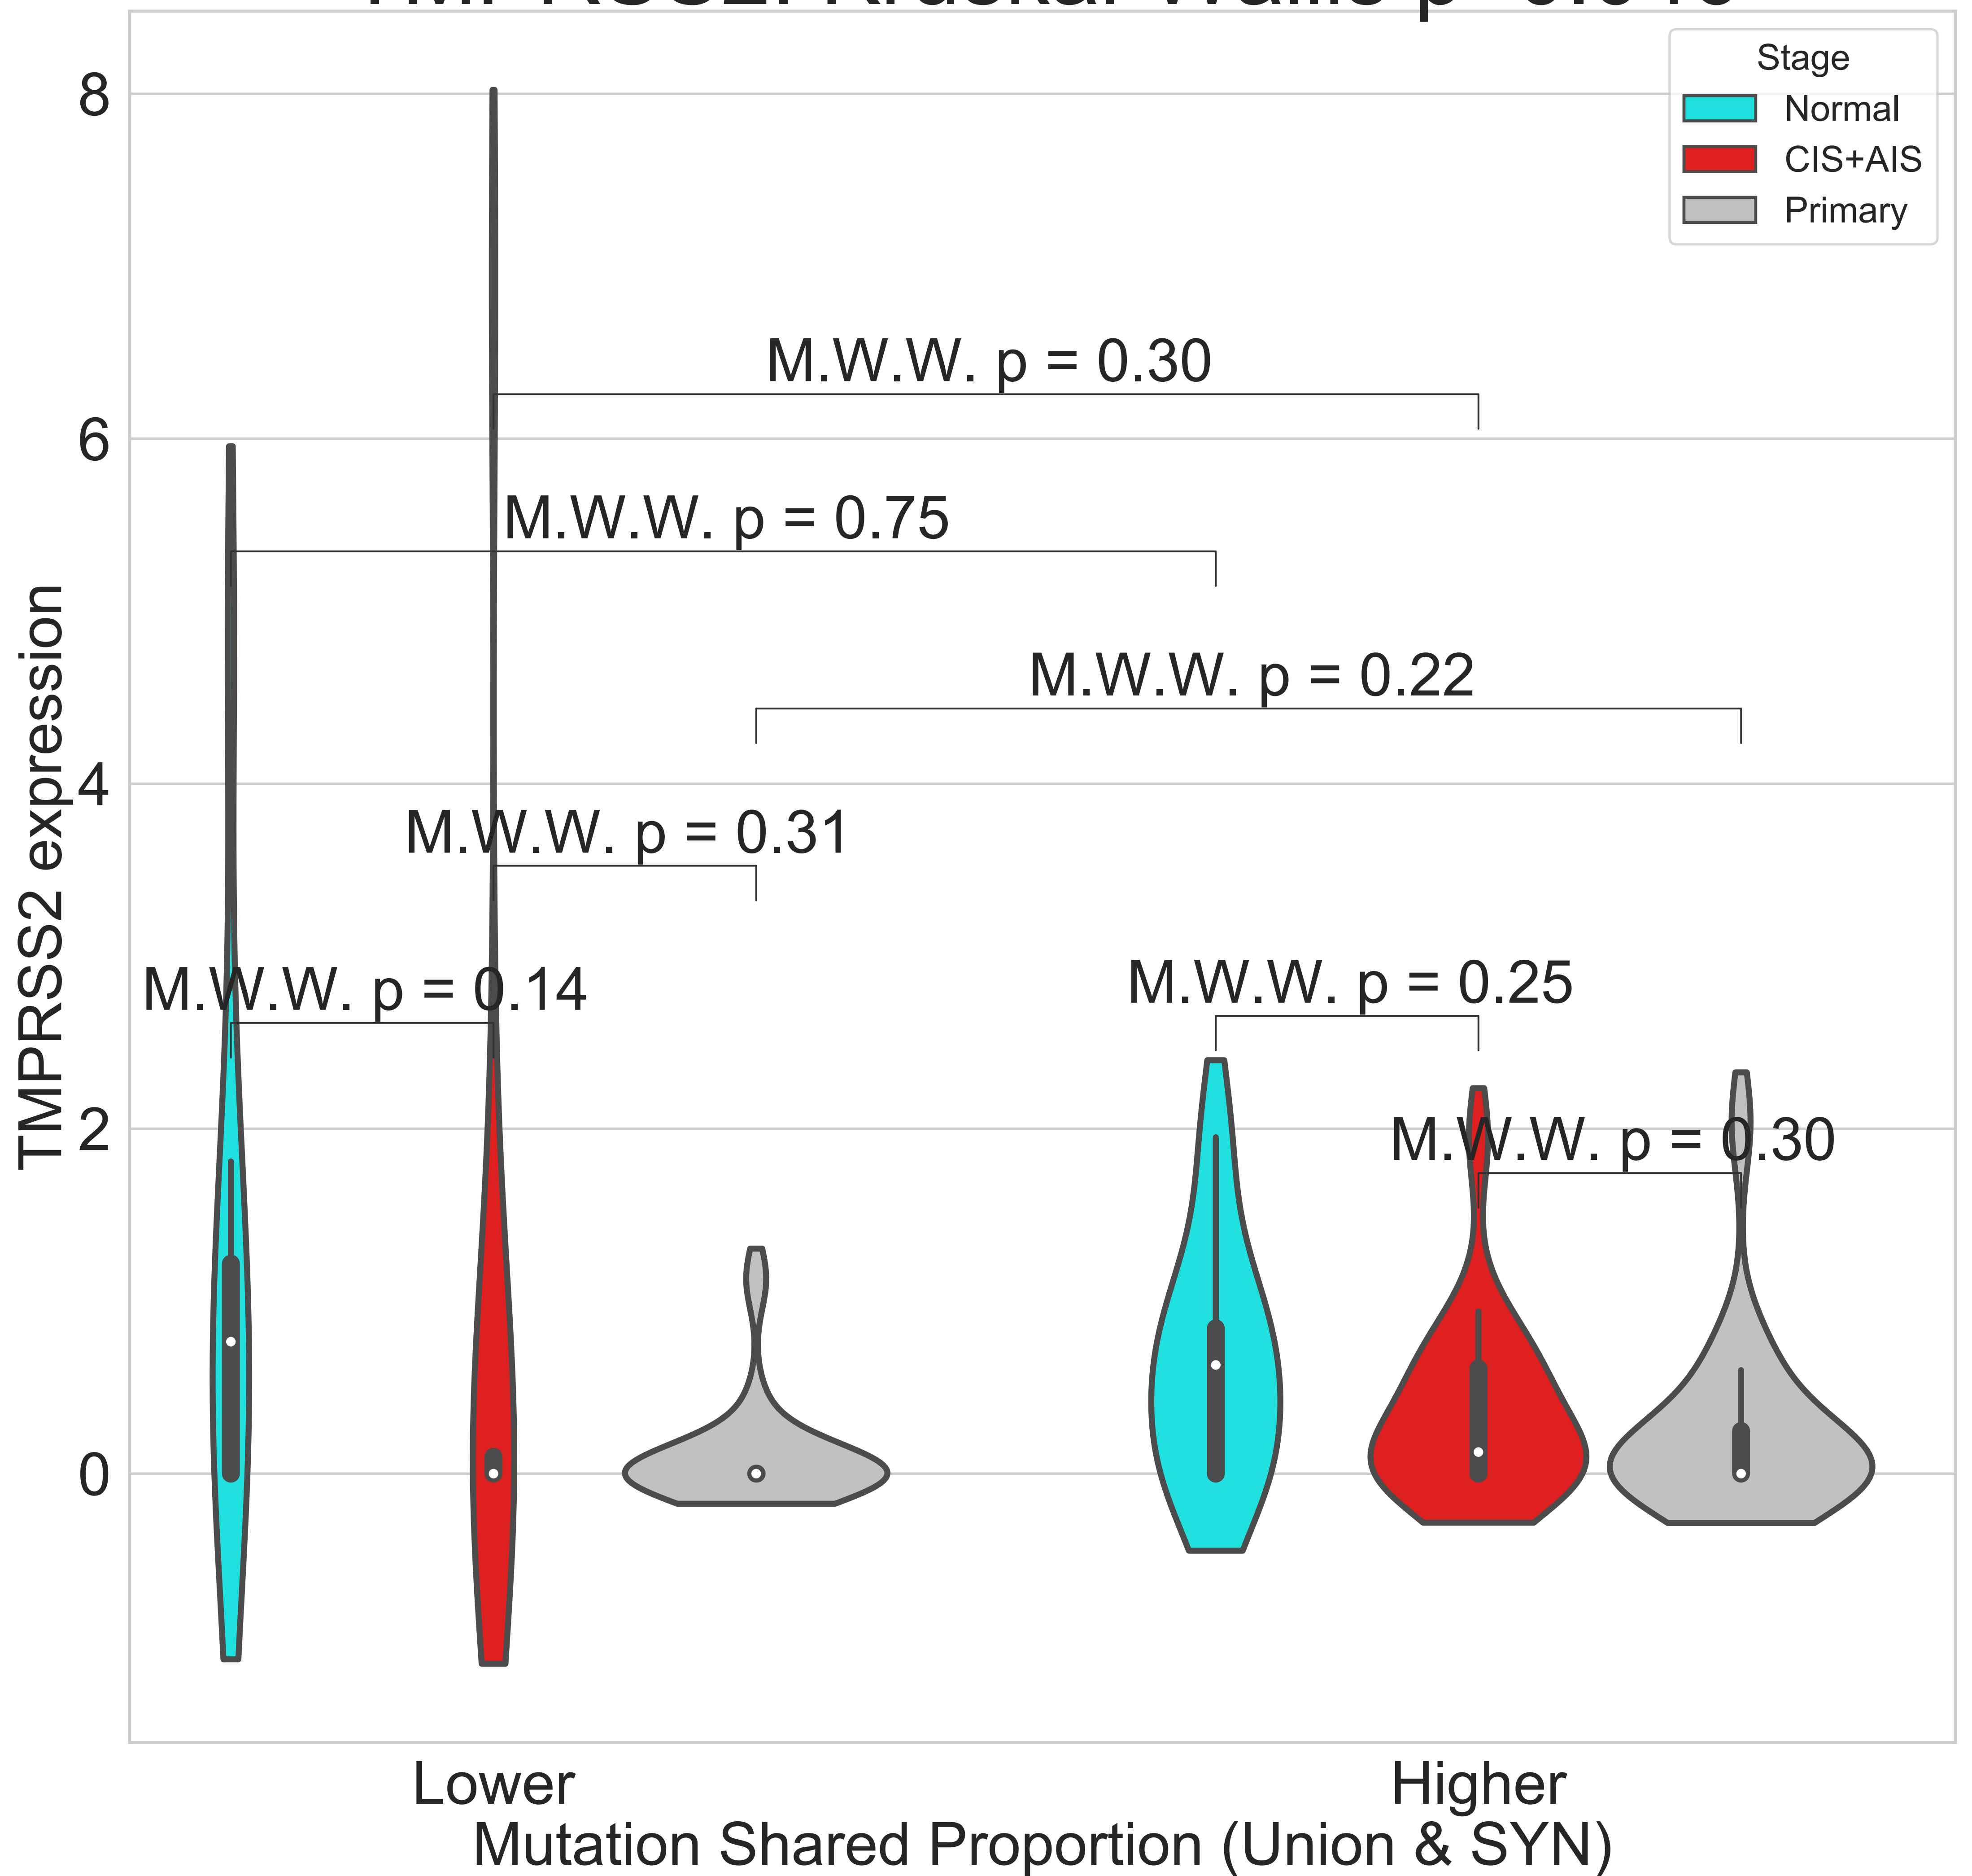 Stage
Normal
CIS+AIS
Primary
8
6
4
2
0
TMPRSS2 expression
M.W.W. p = 0.30
M.W.W. p = 0.75
M.W.W. p = 0.22
M.W.W. p = 0.31
M.W.W. p = 0.14
M.W.W. p = 0.25
M.W.W. p = 0.30
Lower
Higher
Mutation Shared Proportion (Union & SYN)